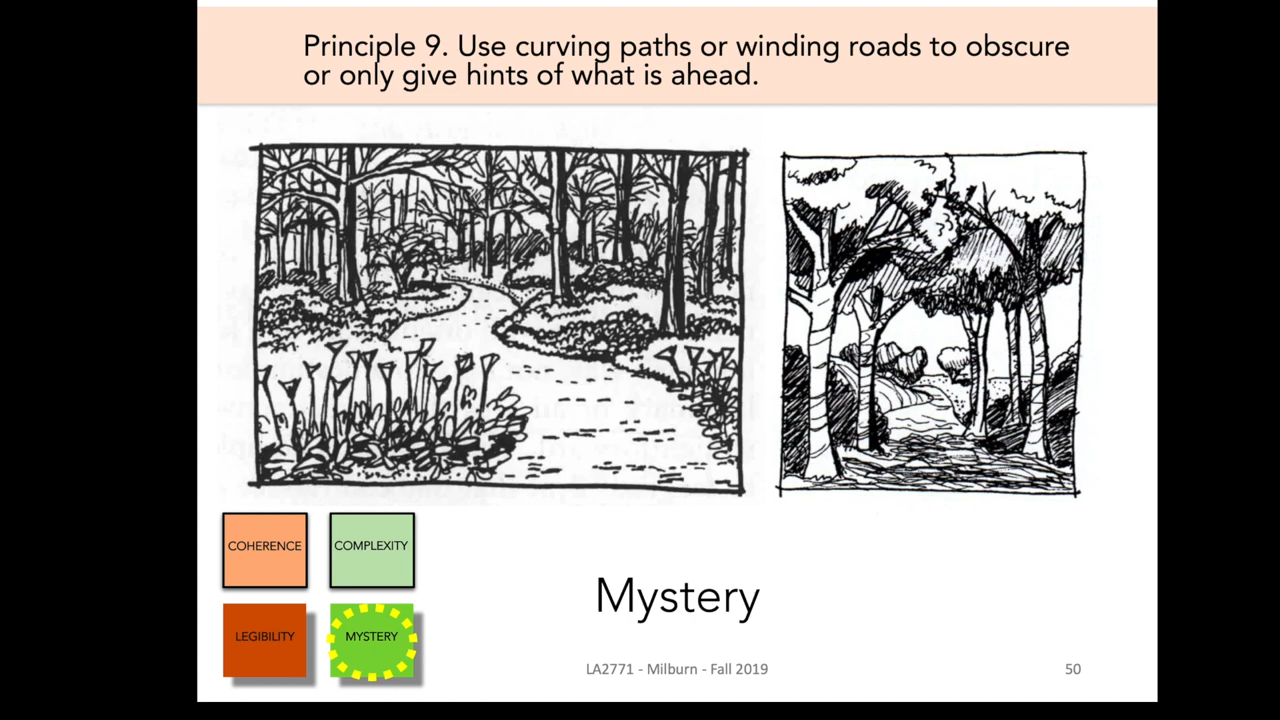 Principle 9. Use curving paths or winding roads to obscure
or only give hints of what is ahead.
COHERENCE
COMPLEXITY
LEGIBILITY
MYSTERY
Mystery
LA2771 - Milburn - Fall 2019
50